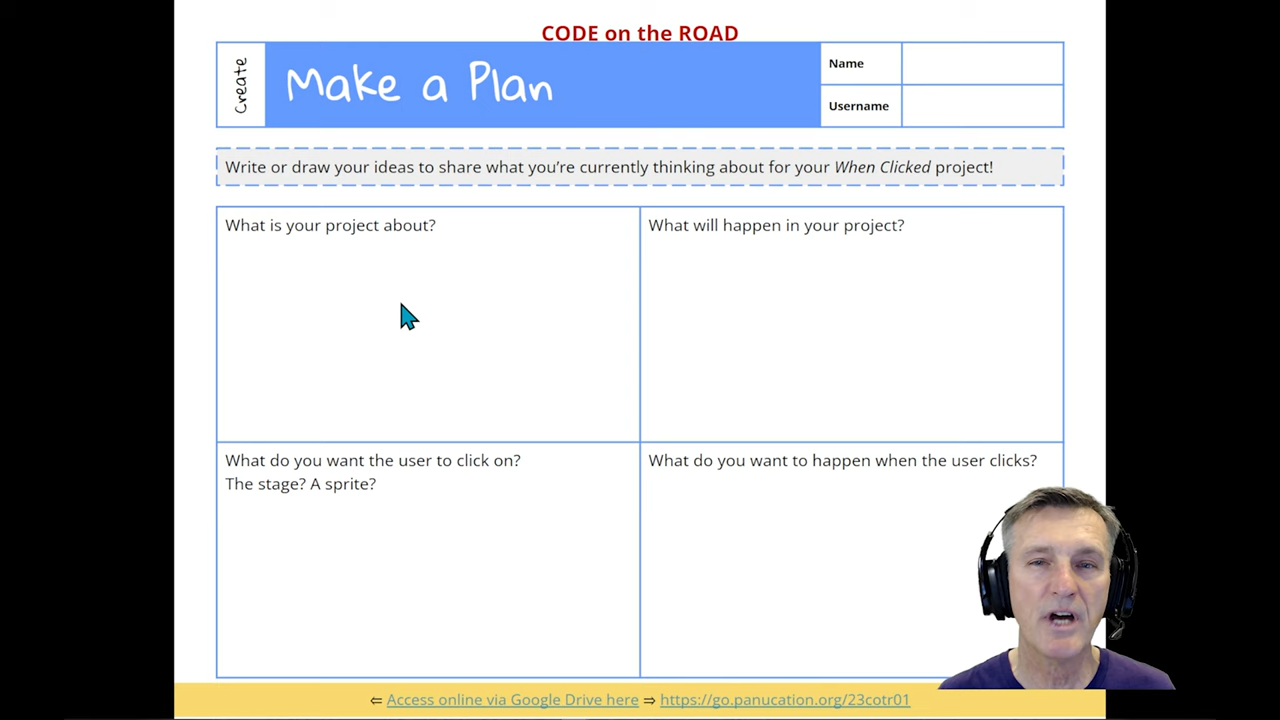 CODE on the ROAD
Create
Make a Plan
Name
Username
Write or draw your ideas to share what you’re currently thinking about for your When Clicked project!
What is your project about?
What will happen in your project?
What do you want the user to click on?
The stage? A sprite?
What do you want to happen when the user clicks?
⇐ Access online via Google Drive here ⇒ https://go.panucation.org/23cotr01